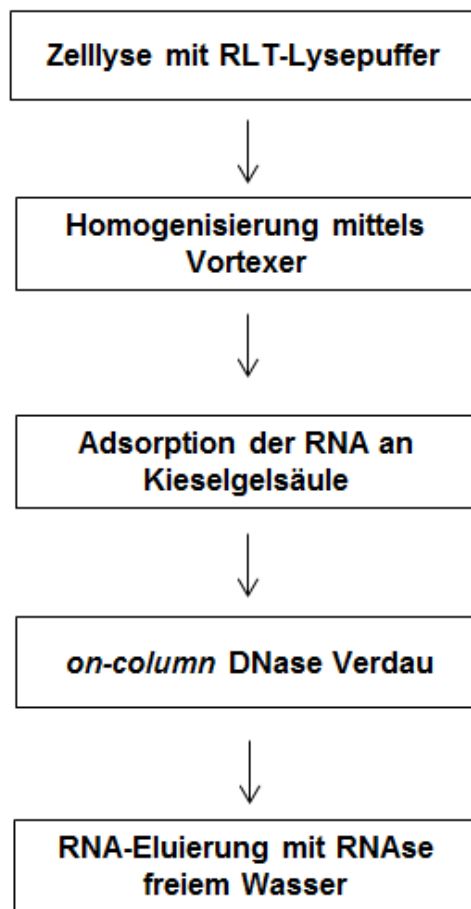 Zelllyse mit RLT-Lysepuffer
Homogenisierung mittels
Vortexer
Adsorption der RNA an
Kieselgelsäule
on-column DNase Verdau
RNA-Eluierung mit RNAse
freiem Wasser